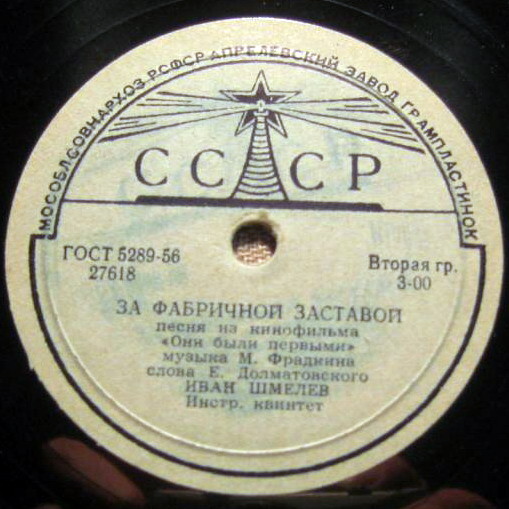 МОСОБЛСОВНАРХОЗ РСФСР АПРЕЛЕВСКИЙ ЗАВОД ГРАМПЛАСТИНОК
СССР
ГОСТ 5289-56
27618
Вторая гр.
3-00
ЗА ФАБРИЧНОЙ ЗАСТАВОЙ
песня из кинофильма
«Они были первыми»
музыка М. Фрадкина
слова Е. Долматовского
ИВАН ШМЕЛЕВ
Инстр. квинтет